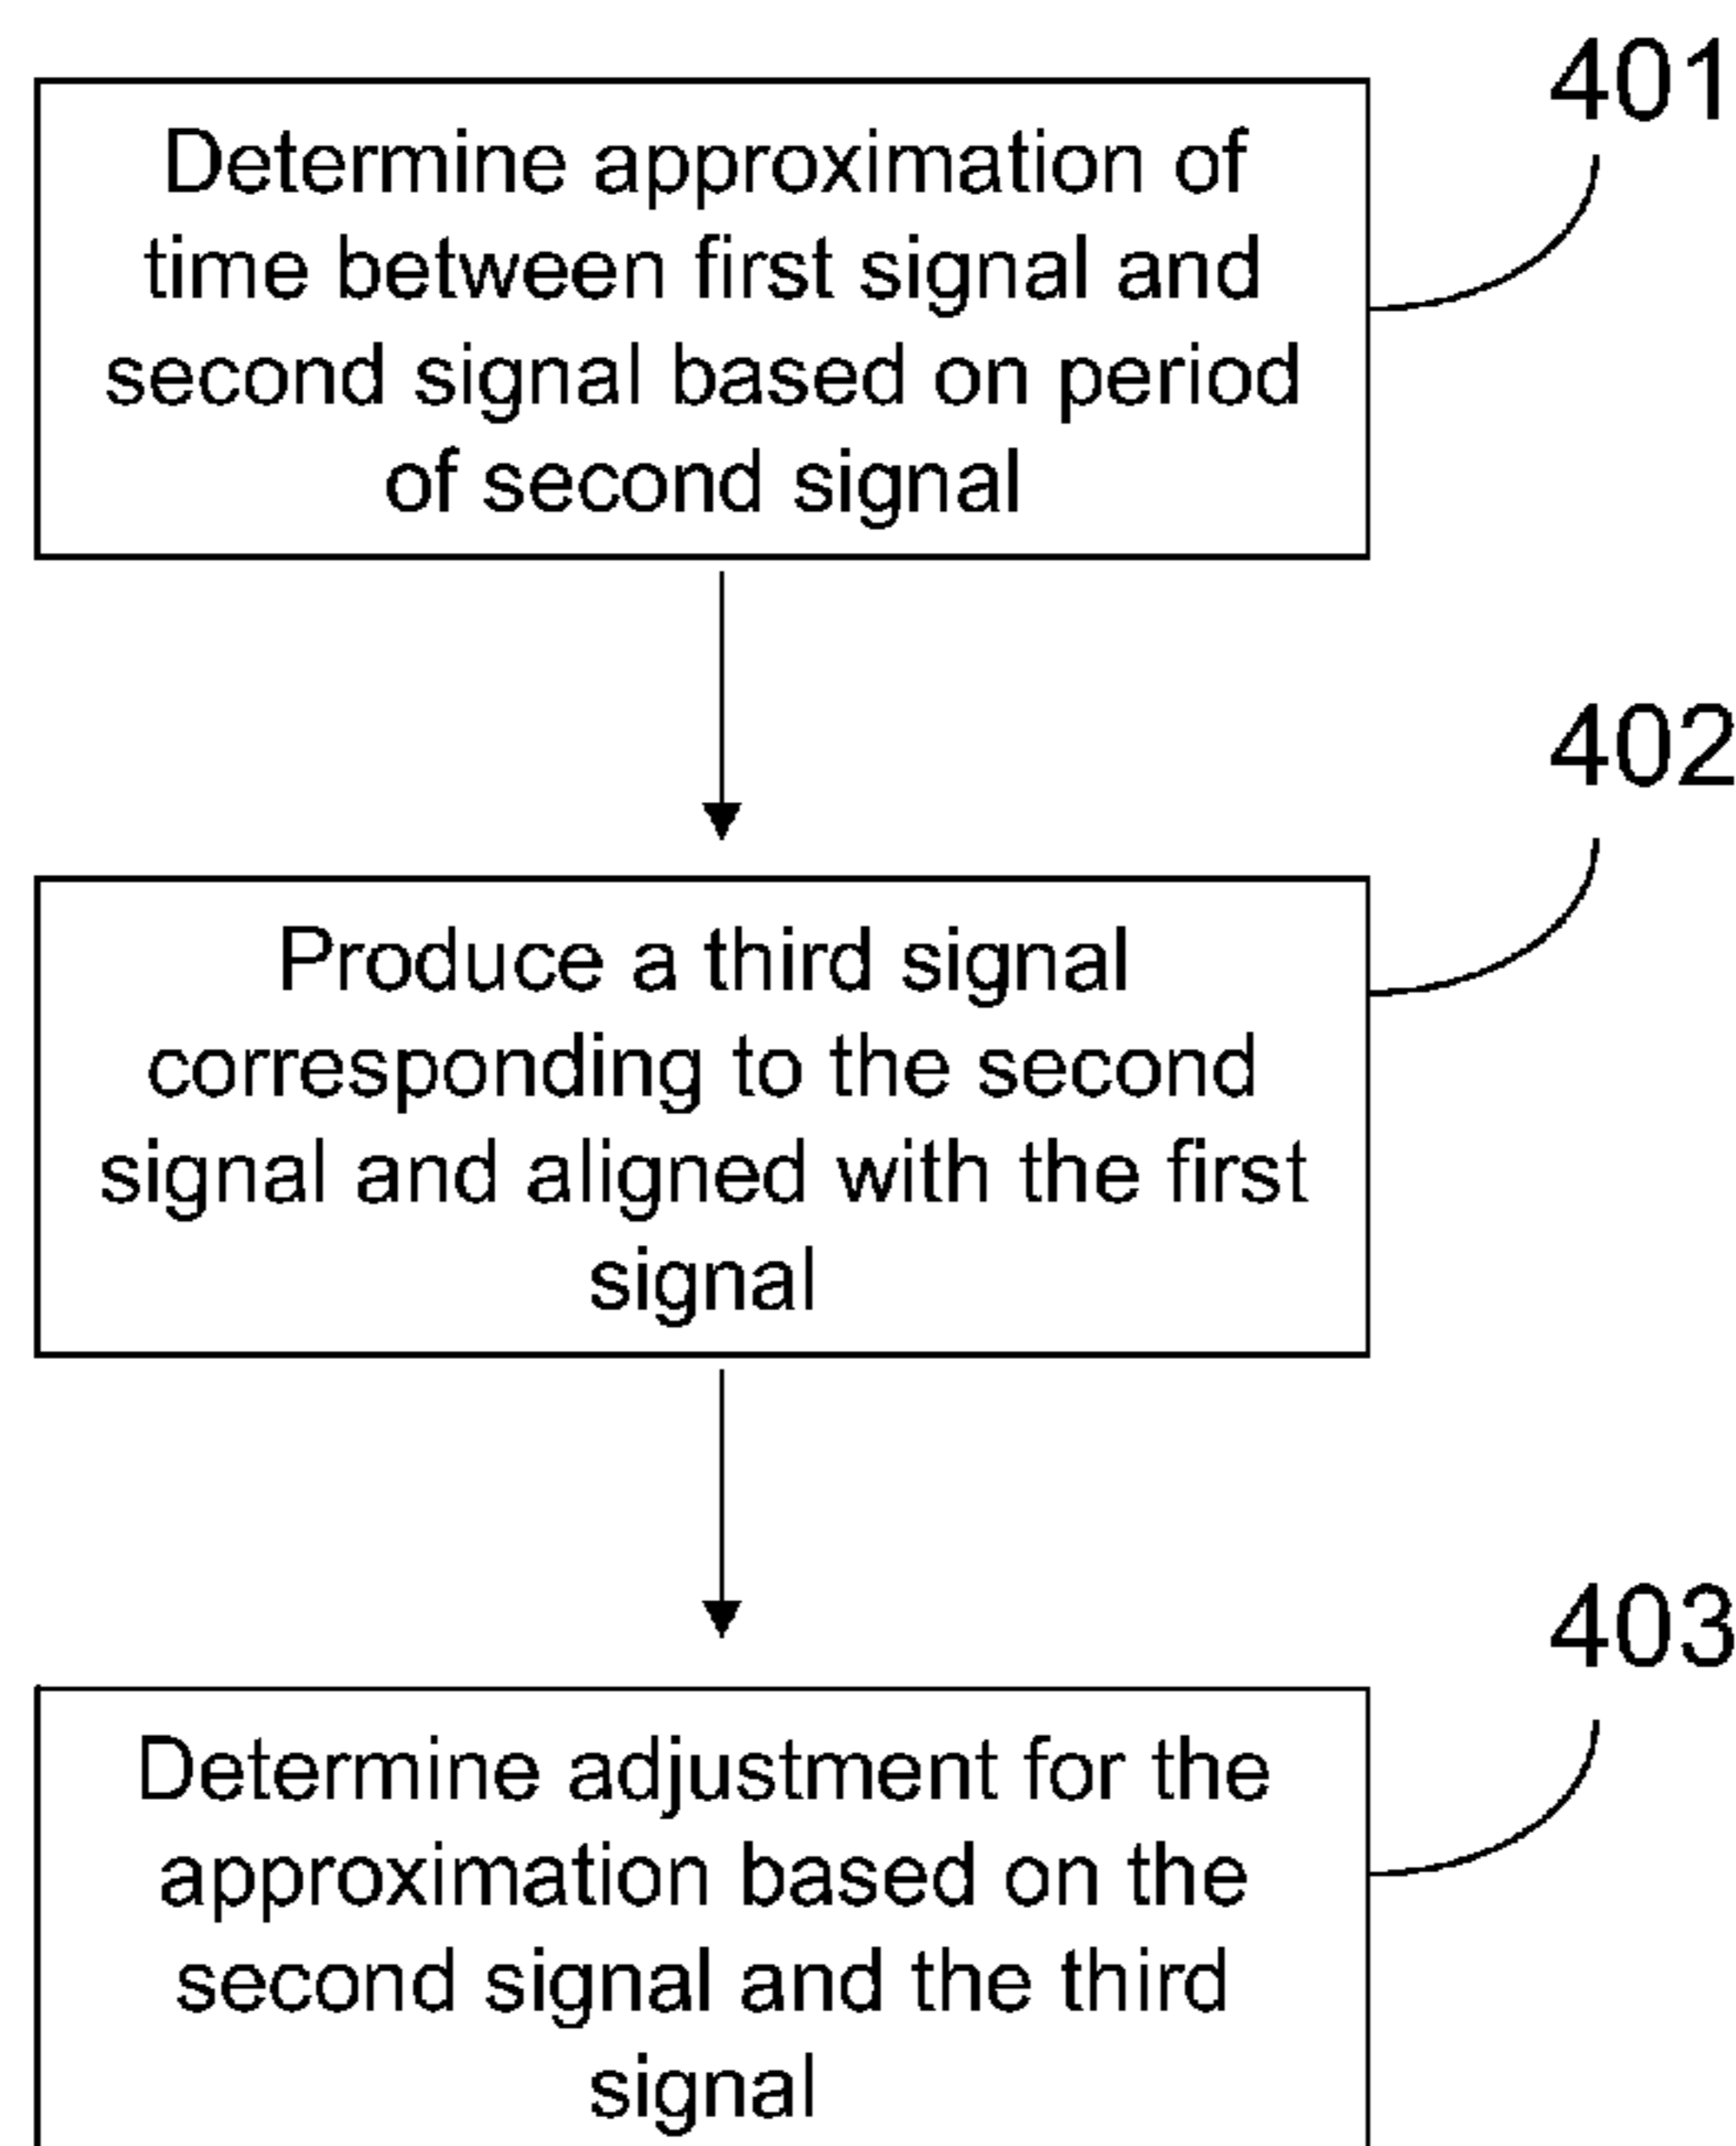 401
Determine approximation of
time between first signal and
second signal based on period
of second signal
402
Produce a third signal
corresponding to the second
signal and aligned with the first
signal
403
Determine adjustment for the
approximation based on the
second signal and the third
signal